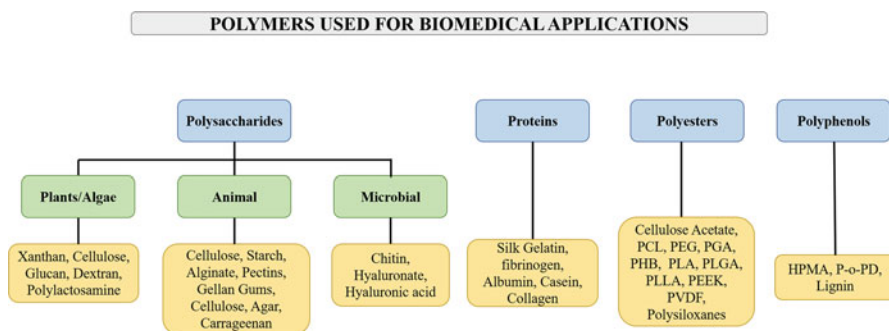 POLYMERS USED FOR BIOMEDICAL APPLICATIONS
Polysaccharides
Proteins
Polyesters
Polyphenols
Plants/Algae
Animal
Microbial
Xanthan, Cellulose,
Glucan, Dextran,
Polylactosamine
Cellulose, Starch,
Alginate, Pectins,
Gellan Gums,
Cellulose, Agar,
Carrageenan
Chitin,
Hyaluronate,
Hyaluronic acid
Silk Gelatin,
fibrinogen,
Albumin, Casein,
Collagen
Cellulose Acetate,
PCL, PEG, PGA,
PHB, PLA, PLGA,
PLLA, PEEK,
PVDF,
Polysiloxanes
HPMA, P-o-PD,
Lignin